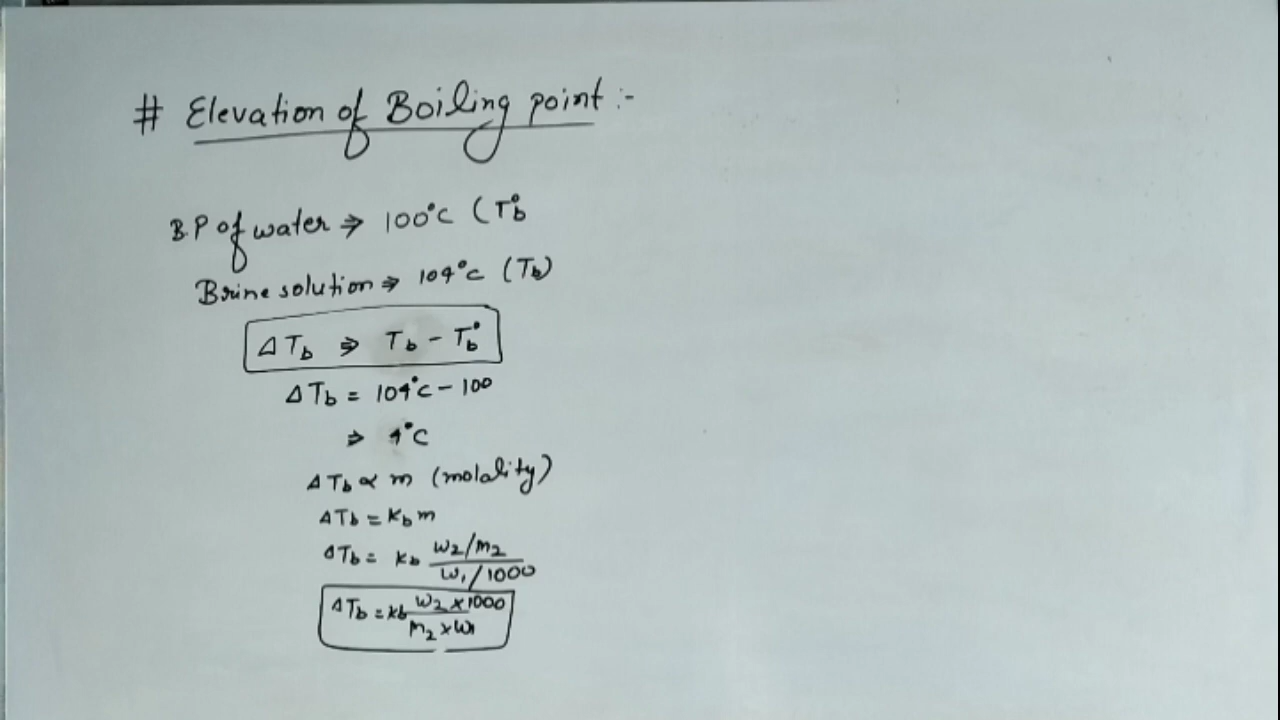 # Elevation of Boiling point :-
B.P of water ⇒ 100°C (T°b
Brine solution ⇒ 104°C (Tb)
ΔTb ⇒ Tb - T°b
ΔTb = 104°C - 100
⇒ 4°C
ΔTb ∝ m (molality)
ΔTb = Kb m
ΔTb = Kb W2/M2 / W1/1000
ΔTb = Kb W2 x 1000 / M2 x W1